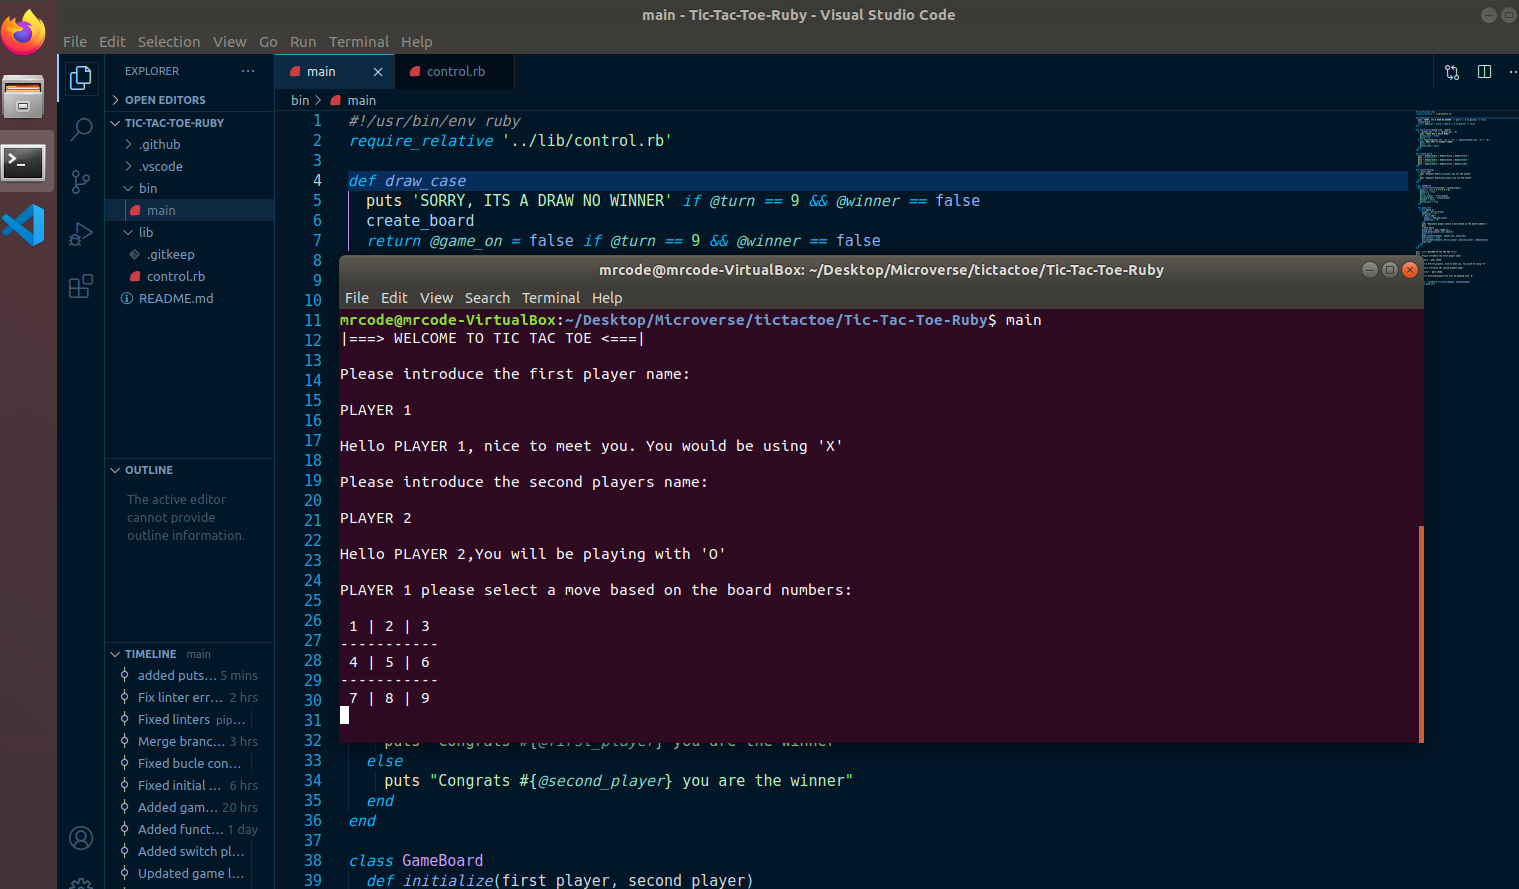 main - Tic-Tac-Toe-Ruby - Visual Studio Code
File Edit Selection View Go Run Terminal Help
EXPLORER ···
OPEN EDITORS
TIC-TAC-TOE-RUBY
.github
.vscode
bin
main
lib
.gitkeep
control.rb
README.md
OUTLINE
The active editor
cannot provide
outline information.
TIMELINE main
added puts... 5 mins
Fix linter err... 2 hrs
Fixed linters pip...
Merge branc... 3 hrs
Fixed bucle con...
Fixed initial ... 6 hrs
Added gam... 20 hrs
Added funct... 1 day
Added switch pl...
Updated game l...
main control.rb
bin > main
1 #!/usr/bin/env ruby
2 require_relative '../lib/control.rb'
3
4 def draw_case
5 puts 'SORRY, ITS A DRAW NO WINNER' if @turn == 9 && @winner == false
6 create_board
7 return @game_on = false if @turn == 9 && @winner == false
8
9
10
11
12
13
14
15
16
17
18
19
20
21
22
23
24
25
26
27
28
29
30
31
32 puts "Congrats #{@first_player} you are the winner"
33 else
34 puts "Congrats #{@second_player} you are the winner"
35 end
36 end
37
38 class GameBoard
39 def initialize(first_player, second_player)
mrcode@mrcode-VirtualBox: ~/Desktop/Microverse/tictactoe/Tic-Tac-Toe-Ruby
File Edit View Search Terminal Help
mrcode@mrcode-VirtualBox:~/Desktop/Microverse/tictactoe/Tic-Tac-Toe-Ruby$ main
|===> WELCOME TO TIC TAC TOE <===|
Please introduce the first player name:
PLAYER 1
Hello PLAYER 1, nice to meet you. You would be using 'X'
Please introduce the second players name:
PLAYER 2
Hello PLAYER 2,You will be playing with 'O'
PLAYER 1 please select a move based on the board numbers:
1 | 2 | 3
-----------
4 | 5 | 6
-----------
7 | 8 | 9